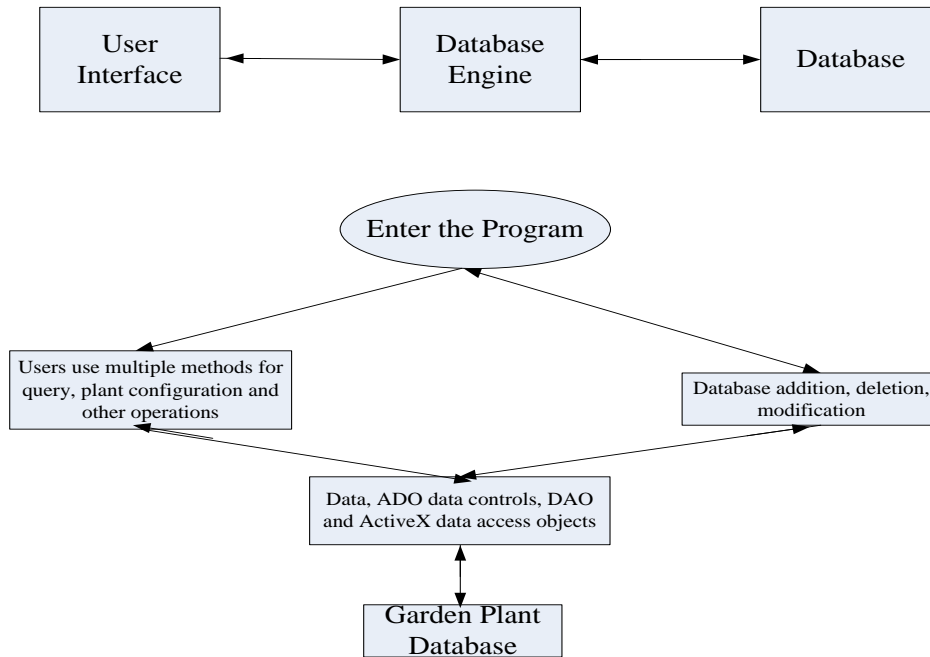 User
Interface
Database
Engine
Database
Enter the Program
Users use multiple methods for
query, plant configuration and
other operations
Database addition, deletion,
modification
Data, ADO data controls, DAO
and ActiveX data access objects
Garden Plant
Database